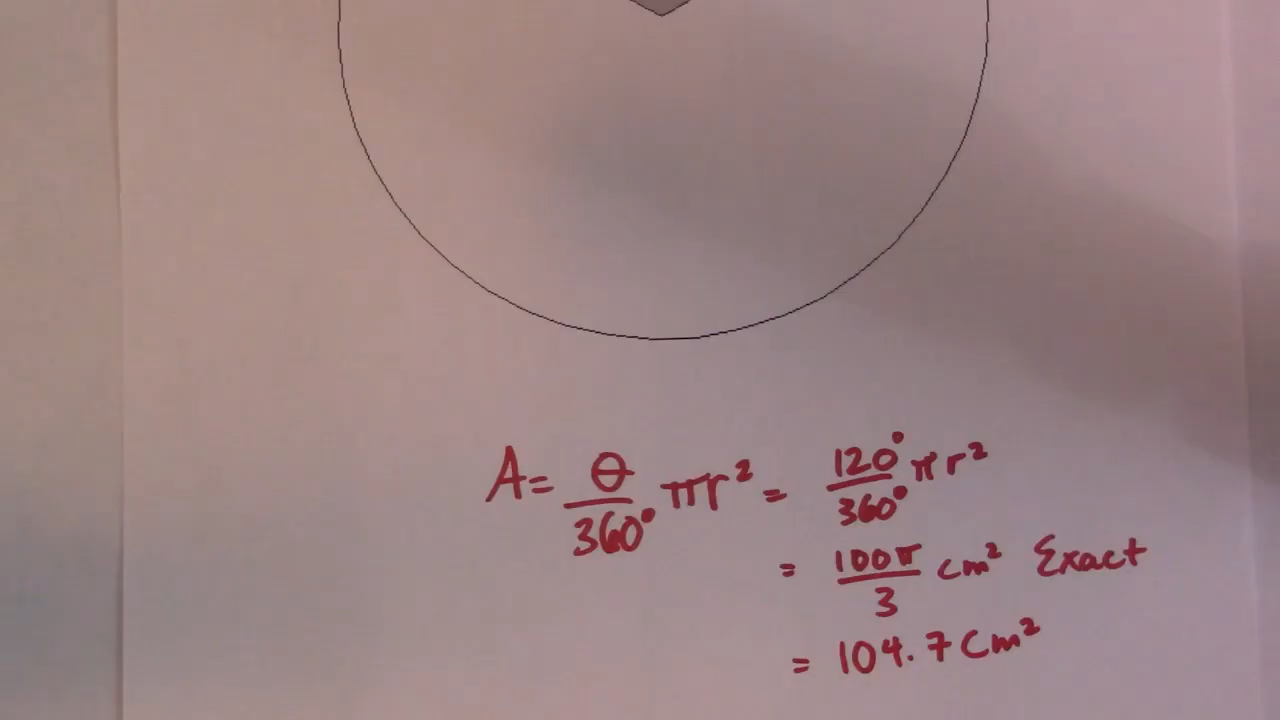 A = θ/360° πr² = 120°/360° πr²
= 100π/3 cm² Exact
= 104.7 cm²